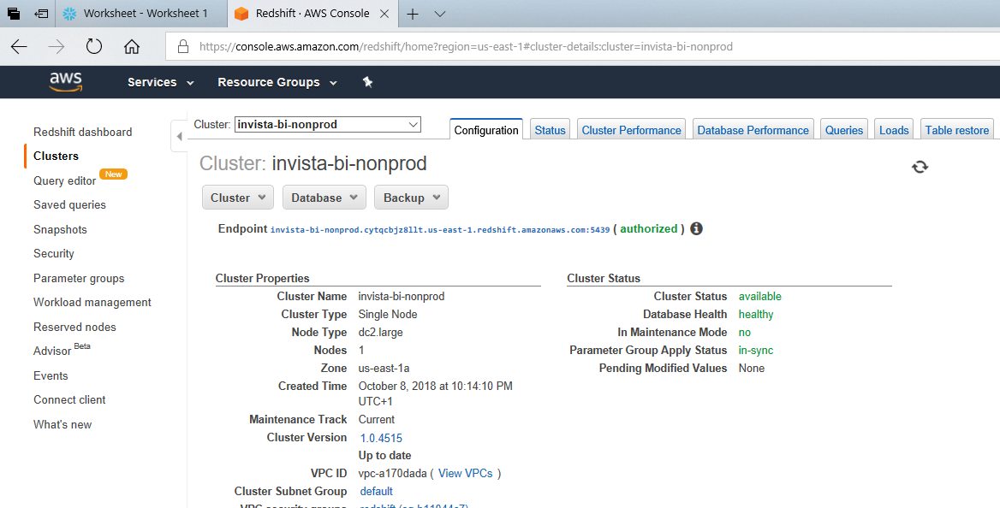 Worksheet - Worksheet 1
Redshift · AWS Console
https://console.aws.amazon.com/redshift/home?region=us-east-1#cluster-details:cluster=invista-bi-nonprod
aws Services Resource Groups
Redshift dashboard
Clusters
Query editor New
Saved queries
Snapshots
Security
Parameter groups
Workload management
Reserved nodes
Advisor Beta
Events
Connect client
What's new
Cluster: invista-bi-nonprod
Configuration Status Cluster Performance Database Performance Queries Loads Table restore
Cluster: invista-bi-nonprod
Cluster Database Backup
Endpoint invista-bi-nonprod.cytqcbjz8llt.us-east-1.redshift.amazonaws.com:5439 ( authorized )
Cluster Properties
Cluster Name invista-bi-nonprod
Cluster Type Single Node
Node Type dc2.large
Nodes 1
Zone us-east-1a
Created Time October 8, 2018 at 10:14:10 PM
UTC+1
Maintenance Track Current
Cluster Version 1.0.4515
Up to date
VPC ID vpc-a170dada ( View VPCs )
Cluster Subnet Group default
Cluster Status
Cluster Status available
Database Health healthy
In Maintenance Mode no
Parameter Group Apply Status in-sync
Pending Modified Values None